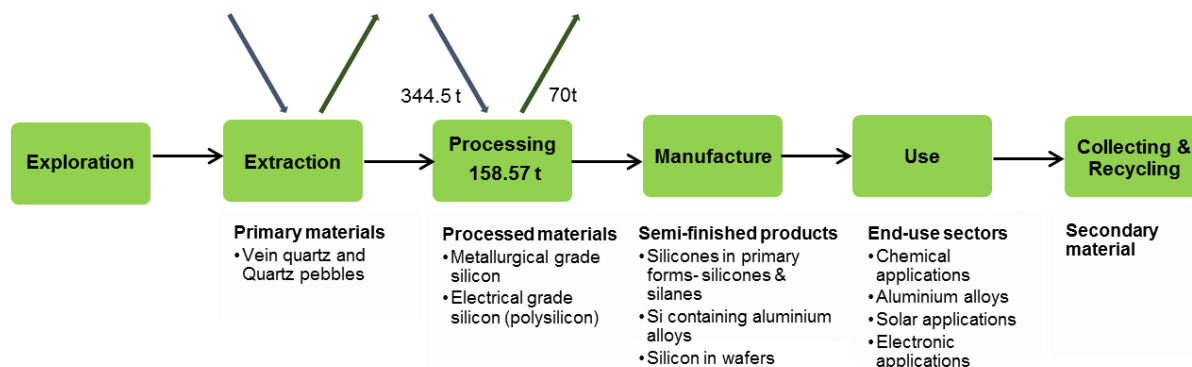 344.5 t
70t
Exploration
Extraction
Processing
158.57 t
Manufacture
Use
Collecting &
Recycling
Primary materials
•Vein quartz and
Quartz pebbles
Processed materials
•Metallurgical grade
silicon
•Electrical grade
silicon (polysilicon)
Semi-finished products
•Silicones in primary
forms- silicones &
silanes
•Si containing aluminium
alloys
•Silicon in wafers
End-use sectors
•Chemical
applications
•Aluminium alloys
•Solar applications
•Electronic
applications
Secondary
material